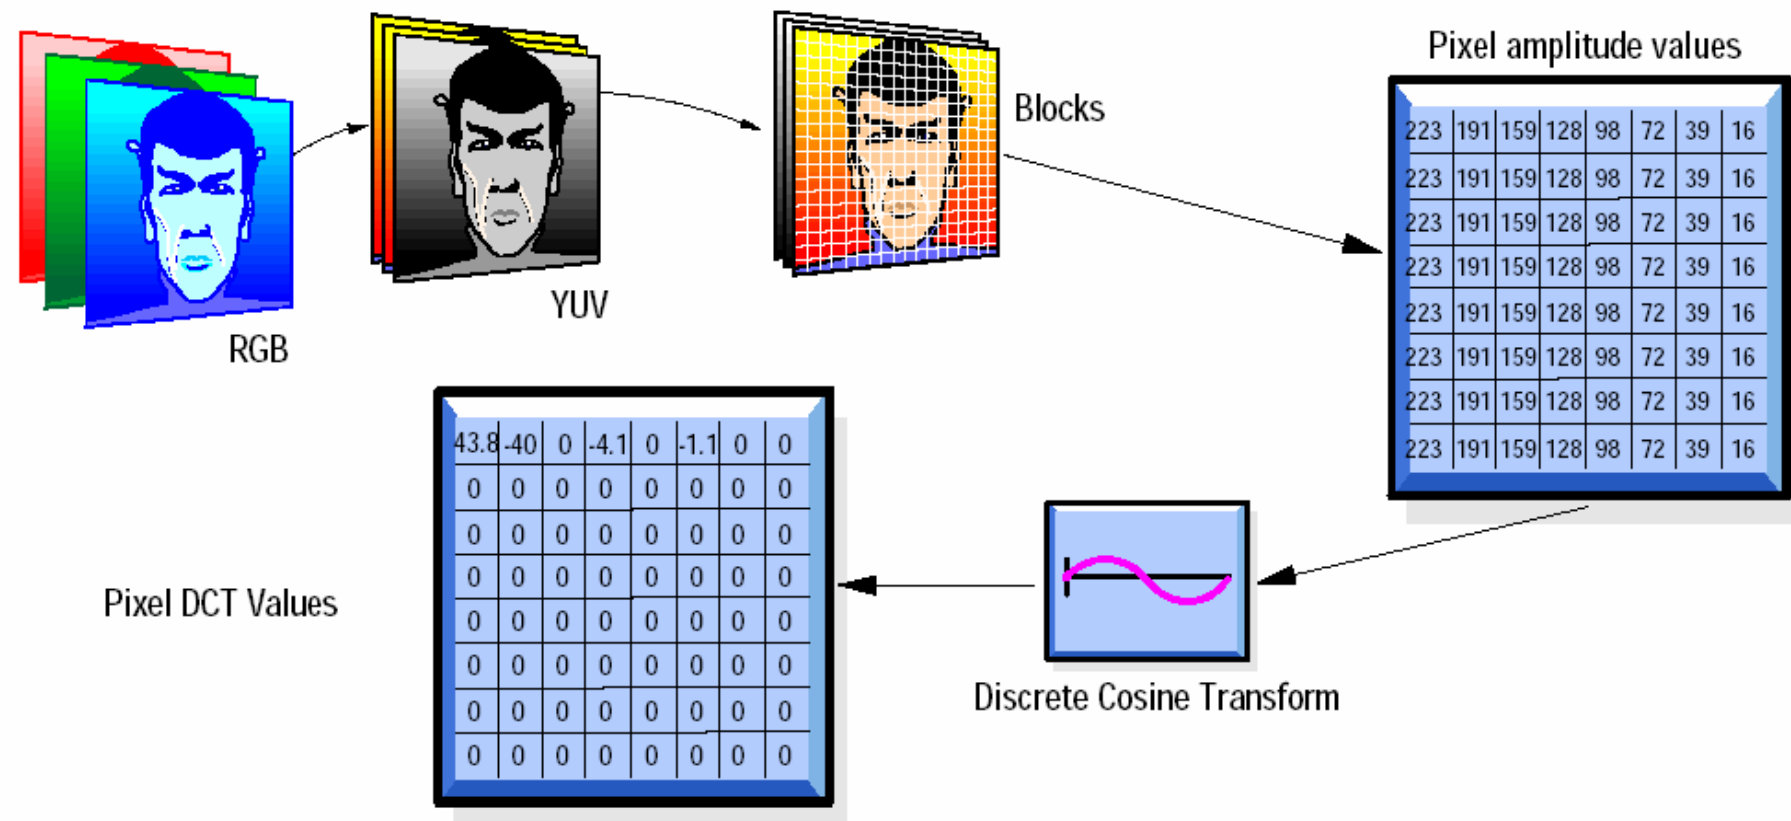 RGB
YUV
Blocks
Pixel amplitude values
223 191 159 128 98 72 39 16
223 191 159 128 98 72 39 16
223 191 159 128 98 72 39 16
223 191 159 128 98 72 39 16
223 191 159 128 98 72 39 16
223 191 159 128 98 72 39 16
223 191 159 128 98 72 39 16
223 191 159 128 98 72 39 16
Discrete Cosine Transform
43.8 -40 0 -4.1 0 -1.1 0 0
0 0 0 0 0 0 0 0
0 0 0 0 0 0 0 0
0 0 0 0 0 0 0 0
0 0 0 0 0 0 0 0
0 0 0 0 0 0 0 0
0 0 0 0 0 0 0 0
0 0 0 0 0 0 0 0
Pixel DCT Values